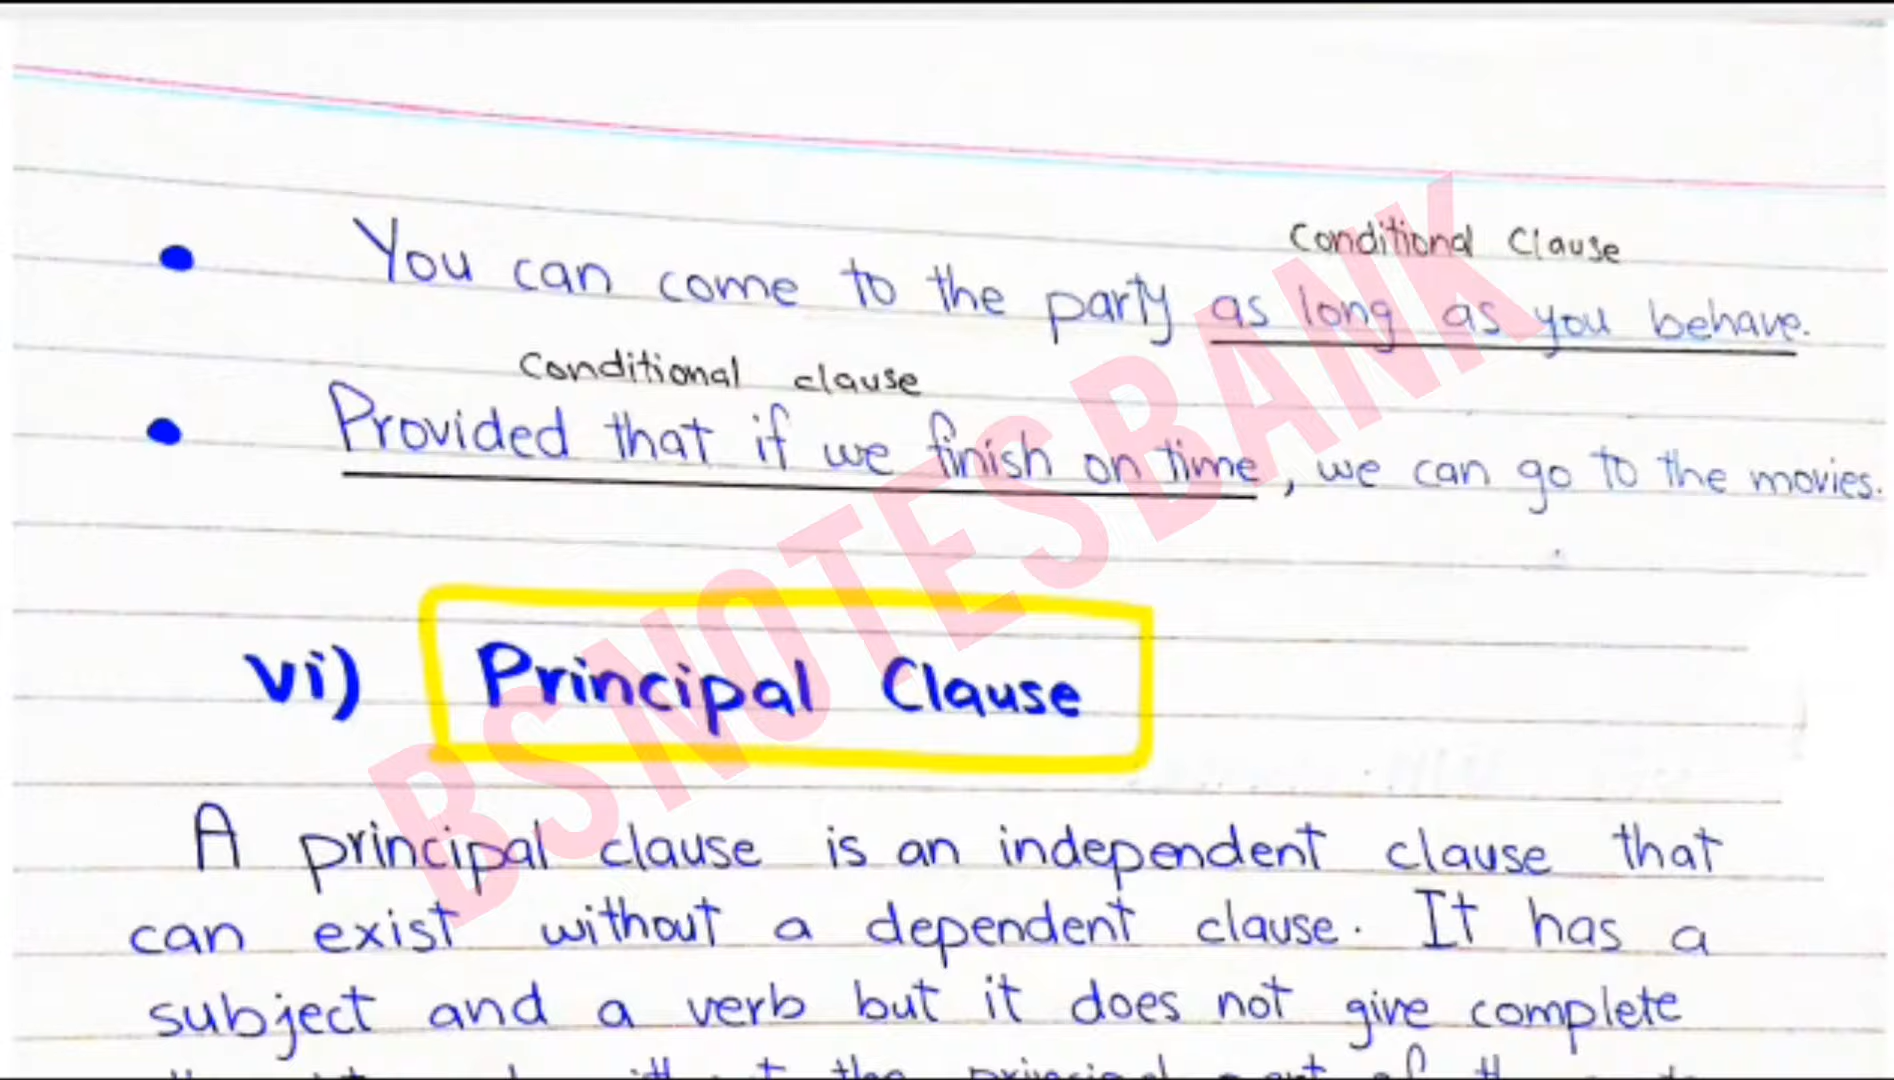 Conditional Clause
You can come to the party as long as you behave.
Conditional clause
Provided that if we finish on time, we can go to the movies.
vi) Principal Clause
A principal clause is an independent clause that
can exist without a dependent clause. It has a
subject and a verb but it does not give complete
BSNOTESBANK